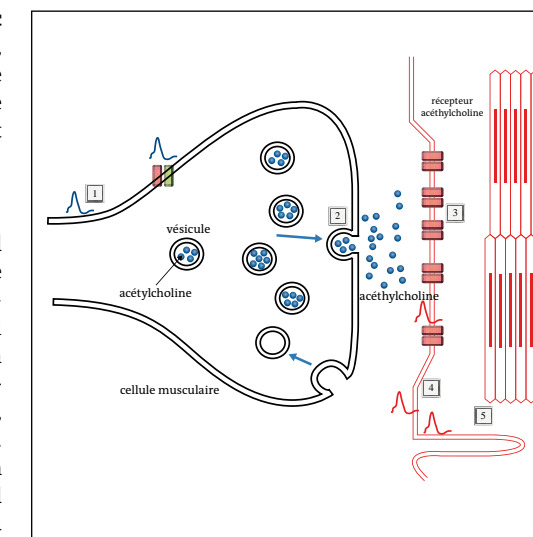 récepteur
acéthylcholine
1
2
3
vésicule
acétylcholine
acéthylcholine
cellule musculaire
4
5